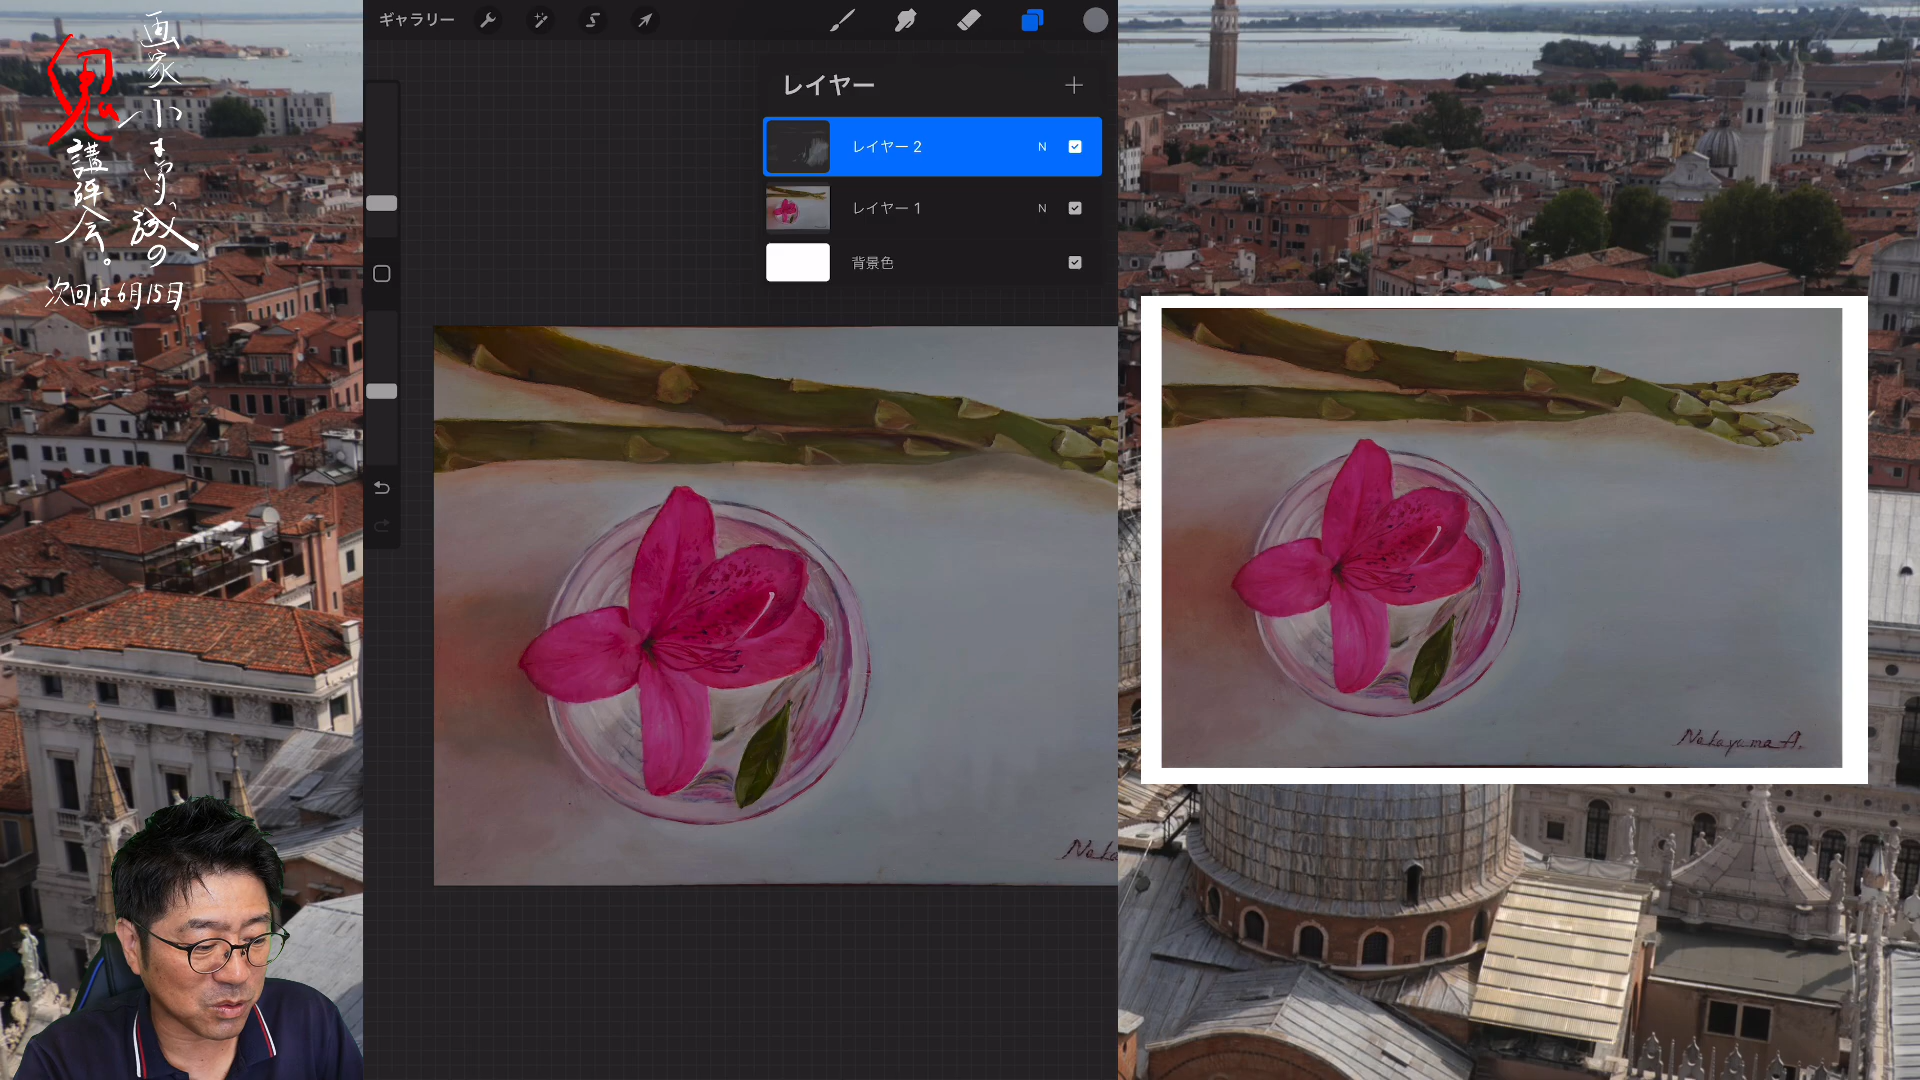 画家小木曽誠の
鬼講評会。
次回は6月15日
ギャラリー
レイヤー
レイヤー 2
N
レイヤー 1
N
背景色
Nakayama A.